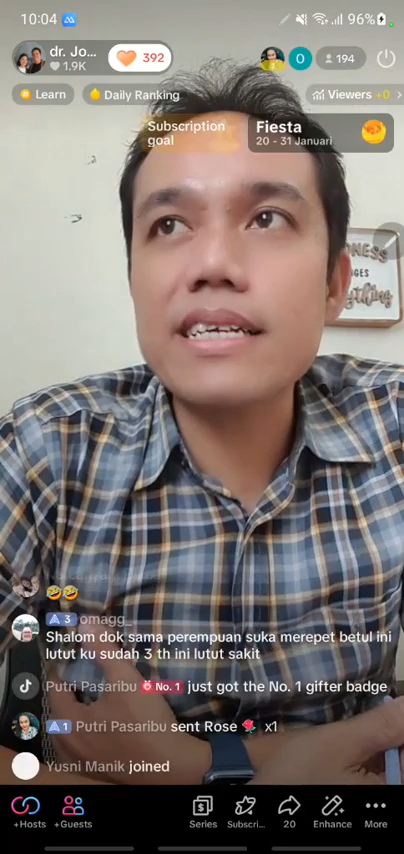 10:04
96%
dr. Jo...
1.9K
392
0
194
Learn
Daily Ranking
Viewers +0
Subscription
goal
Fiesta
20 - 31 Januari
3 omagg_
Shalom dok sama perempuan suka merepet betul ini
lutut ku sudah 3 th ini lutut sakit
Putri Pasaribu No. 1 just got the No. 1 gifter badge
1 Putri Pasaribu sent Rose 🌹 x1
Yusni Manik joined
+Hosts
+Guests
Series
Subscri...
20
Enhance
More